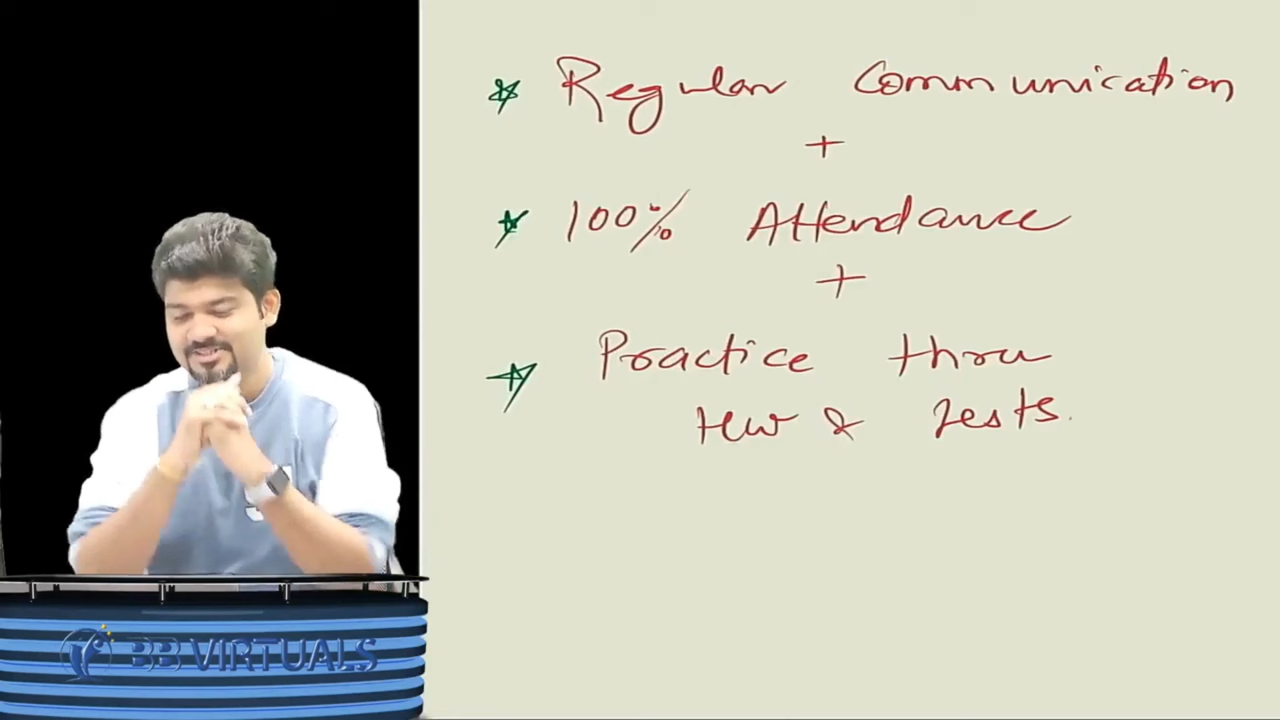 Regular Communication
+
100% Attendance
+
Practice thru
HW & Tests.
BB VIRTUALS